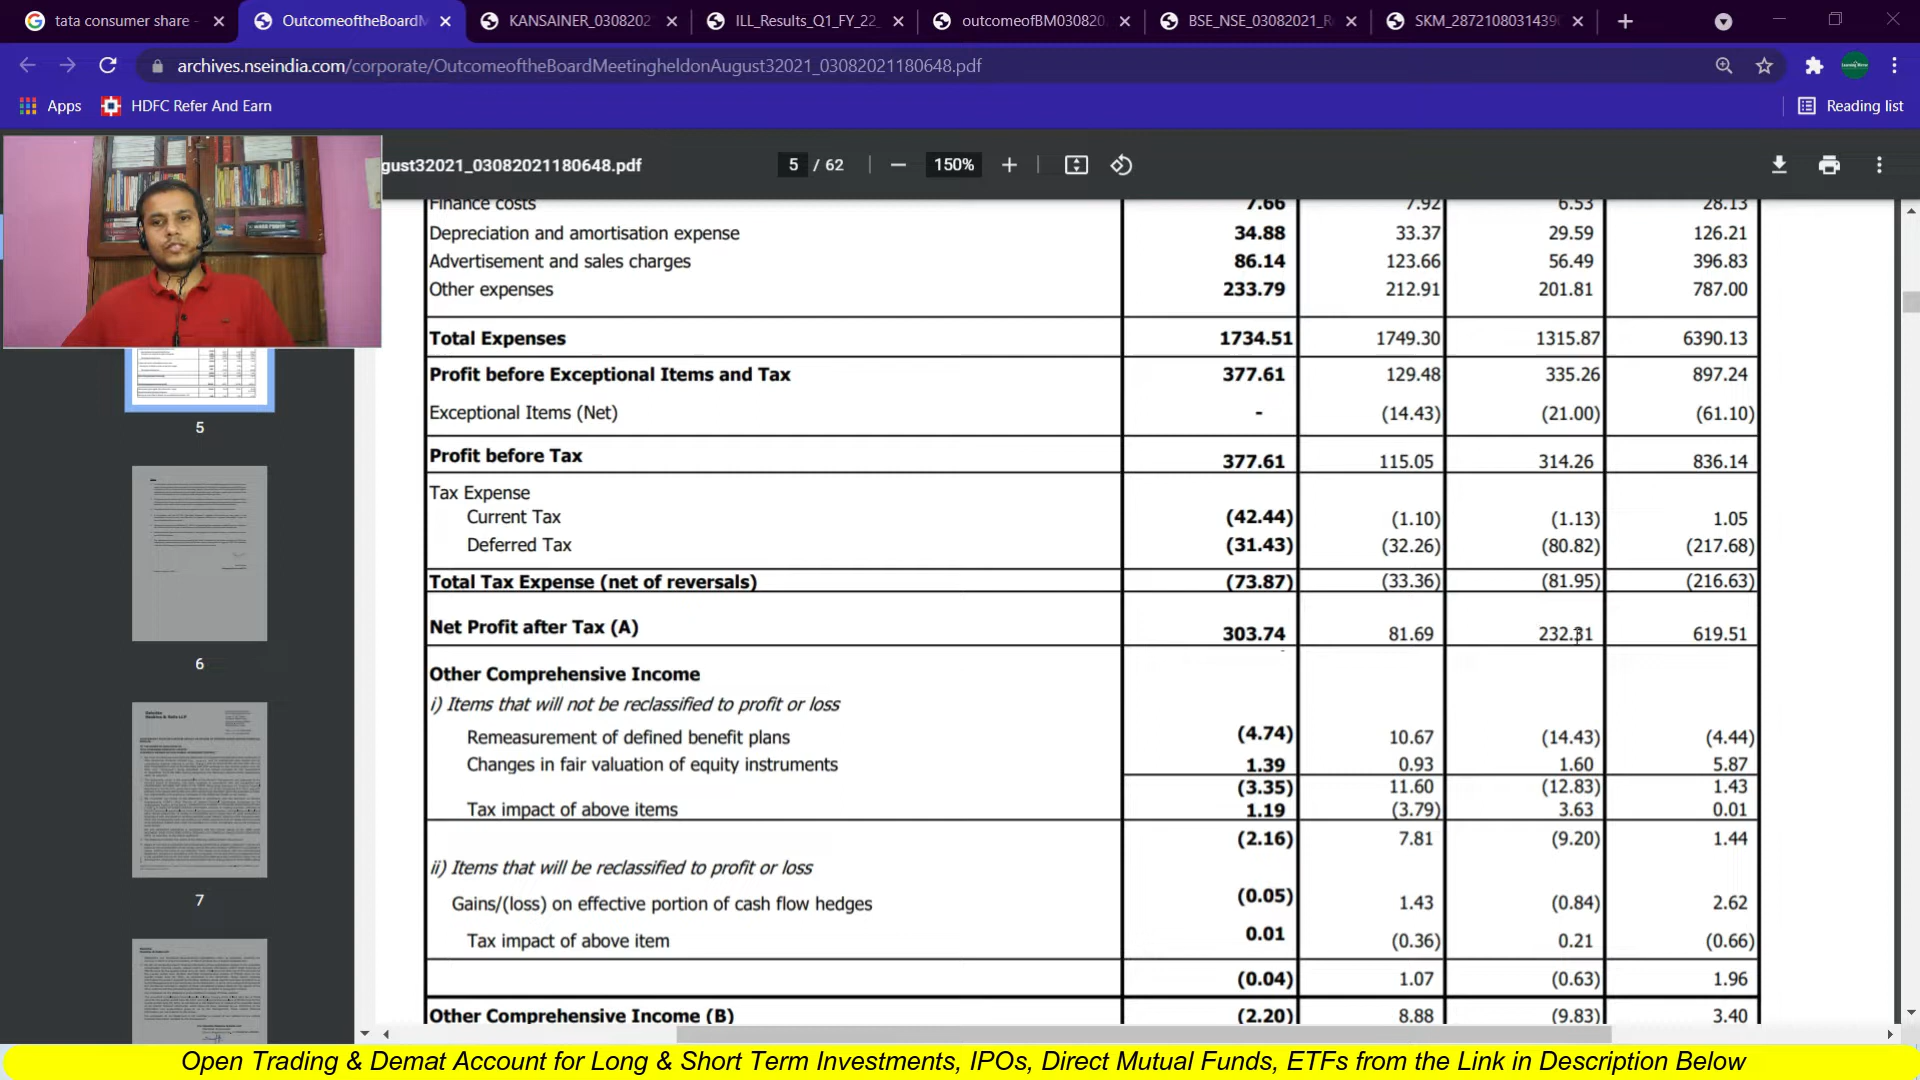 tata consumer share -
OutcomeoftheBoardM
KANSAINER_0308202
ILL_Results_Q1_FY_22_
outcomeofBM030820
BSE_NSE_03082021_R
SKM_28721080314390
archives.nseindia.com/corporate/OutcomeoftheBoardMeetingheldonAugust32021_03082021180648.pdf
Apps HDFC Refer And Earn Reading list
gust32021_03082021180648.pdf 5 / 62 150%
Finance costs 7.66 7.92 6.53 28.13
Depreciation and amortisation expense 34.88 33.37 29.59 126.21
Advertisement and sales charges 86.14 123.66 56.49 396.83
Other expenses 233.79 212.91 201.81 787.00
Total Expenses 1734.51 1749.30 1315.87 6390.13
Profit before Exceptional Items and Tax 377.61 129.48 335.26 897.24
Exceptional Items (Net) - (14.43) (21.00) (61.10)
Profit before Tax 377.61 115.05 314.26 836.14
Tax Expense
Current Tax (42.44) (1.10) (1.13) 1.05
Deferred Tax (31.43) (32.26) (80.82) (217.68)
Total Tax Expense (net of reversals) (73.87) (33.36) (81.95) (216.63)
Net Profit after Tax (A) 303.74 81.69 232.31 619.51
Other Comprehensive Income
i) Items that will not be reclassified to profit or loss
Remeasurement of defined benefit plans (4.74) 10.67 (14.43) (4.44)
Changes in fair valuation of equity instruments 1.39 0.93 1.60 5.87
(3.35) 11.60 (12.83) 1.43
Tax impact of above items 1.19 (3.79) 3.63 0.01
(2.16) 7.81 (9.20) 1.44
ii) Items that will be reclassified to profit or loss
Gains/(loss) on effective portion of cash flow hedges (0.05) 1.43 (0.84) 2.62
Tax impact of above item 0.01 (0.36) 0.21 (0.66)
(0.04) 1.07 (0.63) 1.96
Other Comprehensive Income (B) (2.20) 8.88 (9.83) 3.40
5
6
7
Open Trading & Demat Account for Long & Short Term Investments, IPOs, Direct Mutual Funds, ETFs from the Link in Description Below